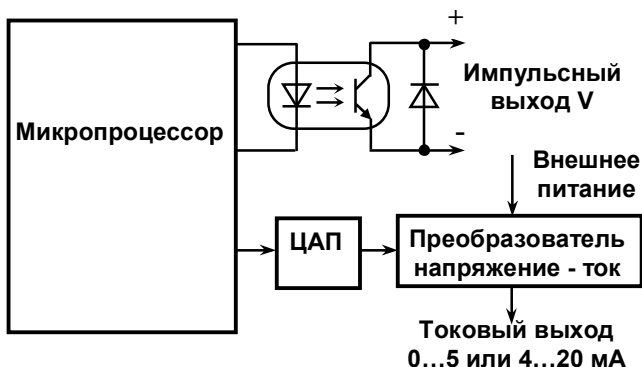 +
Импульсный
выход V
Микропроцессор
-
Внешнее
питание
ЦАП
Преобразователь
напряжение - ток
Токовый выход
0...5 или 4...20 мА